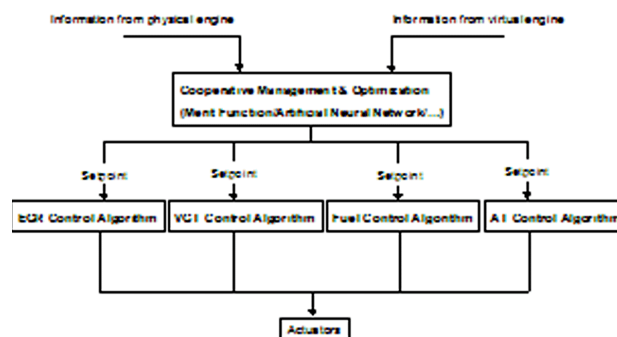 Information from physical engine
Information from virtual engine
Cooperative Management & Optimization
(Merit Function/Artificial Neural Network/...)
Setpoint
Setpoint
Setpoint
Setpoint
EGR Control Algorithm
VGT Control Algorithm
Fuel Control Algorithm
AT Control Algorithm
Actuators